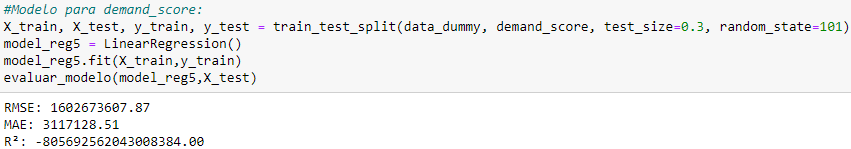 #Modelo para demand_score:
X_train, X_test, y_train, y_test = train_test_split(data_dummy, demand_score, test_size=0.3, random_state=101)
model_reg5 = LinearRegression()
model_reg5.fit(X_train,y_train)
evaluar_modelo(model_reg5,X_test)
RMSE: 1602673607.87
MAE: 3117128.51
R²: -805692562043008384.00